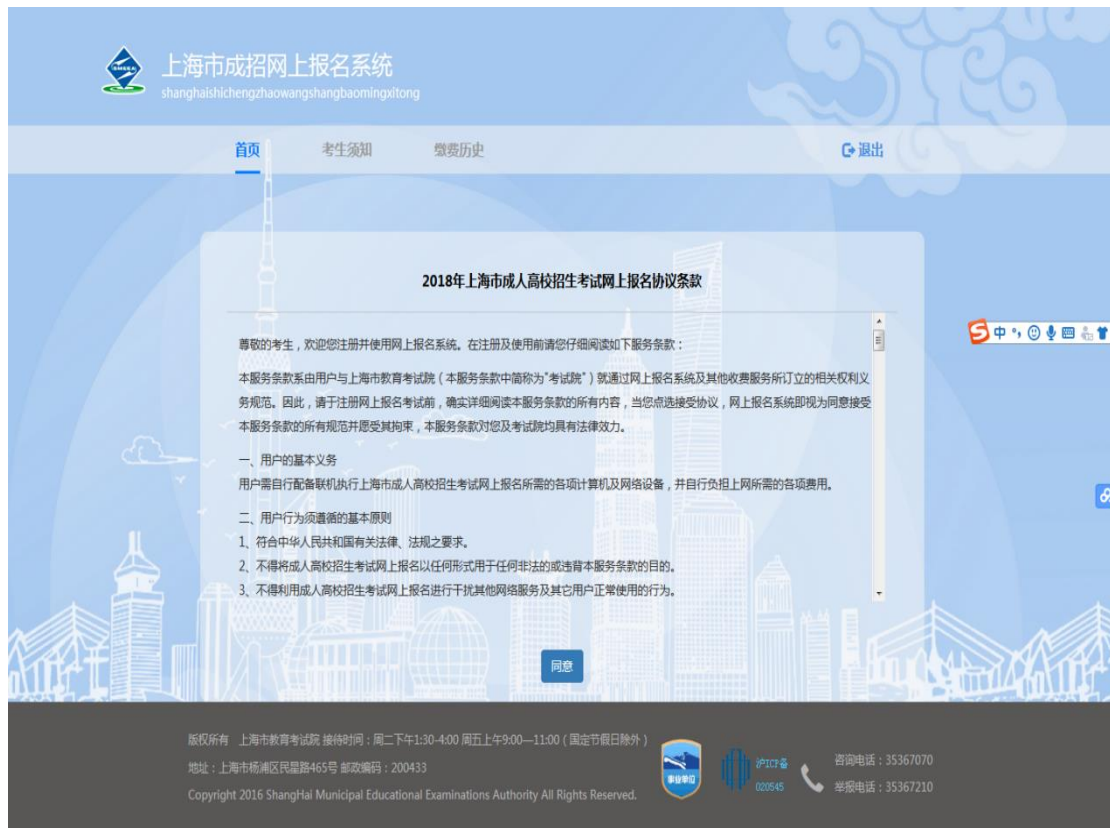 上海市成招网上报名系统
shanghaishichengzhaowangshangbaomingxitong
首页 考生须知 缴费历史 退出
2018年上海市成人高校招生考试网上报名协议条款
尊敬的考生，欢迎您注册并使用网上报名系统。在注册及使用前请您仔细阅读如下服务条款：
本服务条款系由用户与上海市教育考试院（本服务条款中简称为"考试院"）就通过网上报名系统及其他收费服务所订立的相关权利义
务规范。因此，请于注册网上报名考试前，确实详细阅读本服务条款的所有内容，当您点选接受协议，网上报名系统即视为同意接受
本服务条款的所有规范并愿受其拘束，本服务条款对您及考试院均具有法律效力。
一、用户的基本义务
用户需自行配备联机执行上海市成人高校招生考试网上报名所需的各项计算机及网络设备，并自行负担上网所需的各项费用。
二、用户行为须遵循的基本原则
1、符合中华人民共和国有关法律、法规之要求。
2、不得将成人高校招生考试网上报名以任何形式用于任何非法的或违背本服务条款的目的。
3、不得利用成人高校招生考试网上报名进行干扰其他网络服务及其它用户正常使用的行为。
中
同意
版权所有 上海市教育考试院 接待时间：周二下午1:30-4:00 周五上午9:00—11:00（国定节假日除外）
地址：上海市杨浦区民星路465号 邮政编码：200433
Copyright 2016 ShangHai Municipal Educational Examinations Authority All Rights Reserved.
事业单位
沪ICP备
020545
咨询电话：35367070
举报电话：35367210